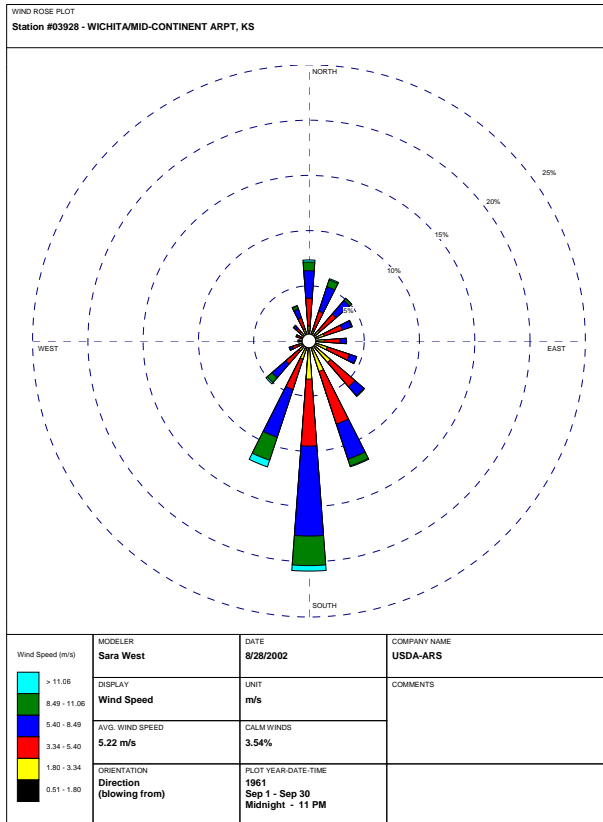 WIND ROSE PLOT
Station #03928 - WICHITA/MID-CONTINENT ARPT, KS
NORTH
25%
20%
15%
10%
5%
WEST
EAST
SOUTH
Wind Speed (m/s)
> 11.06
8.49 - 11.06
5.40 - 8.49
3.34 - 5.40
1.80 - 3.34
0.51 - 1.80
MODELER
Sara West
DATE
8/28/2002
COMPANY NAME
USDA-ARS
DISPLAY
Wind Speed
UNIT
m/s
COMMENTS
AVG. WIND SPEED
5.22 m/s
CALM WINDS
3.54%
ORIENTATION
Direction
(blowing from)
PLOT YEAR-DATE-TIME
1961
Sep 1 - Sep 30
Midnight - 11 PM